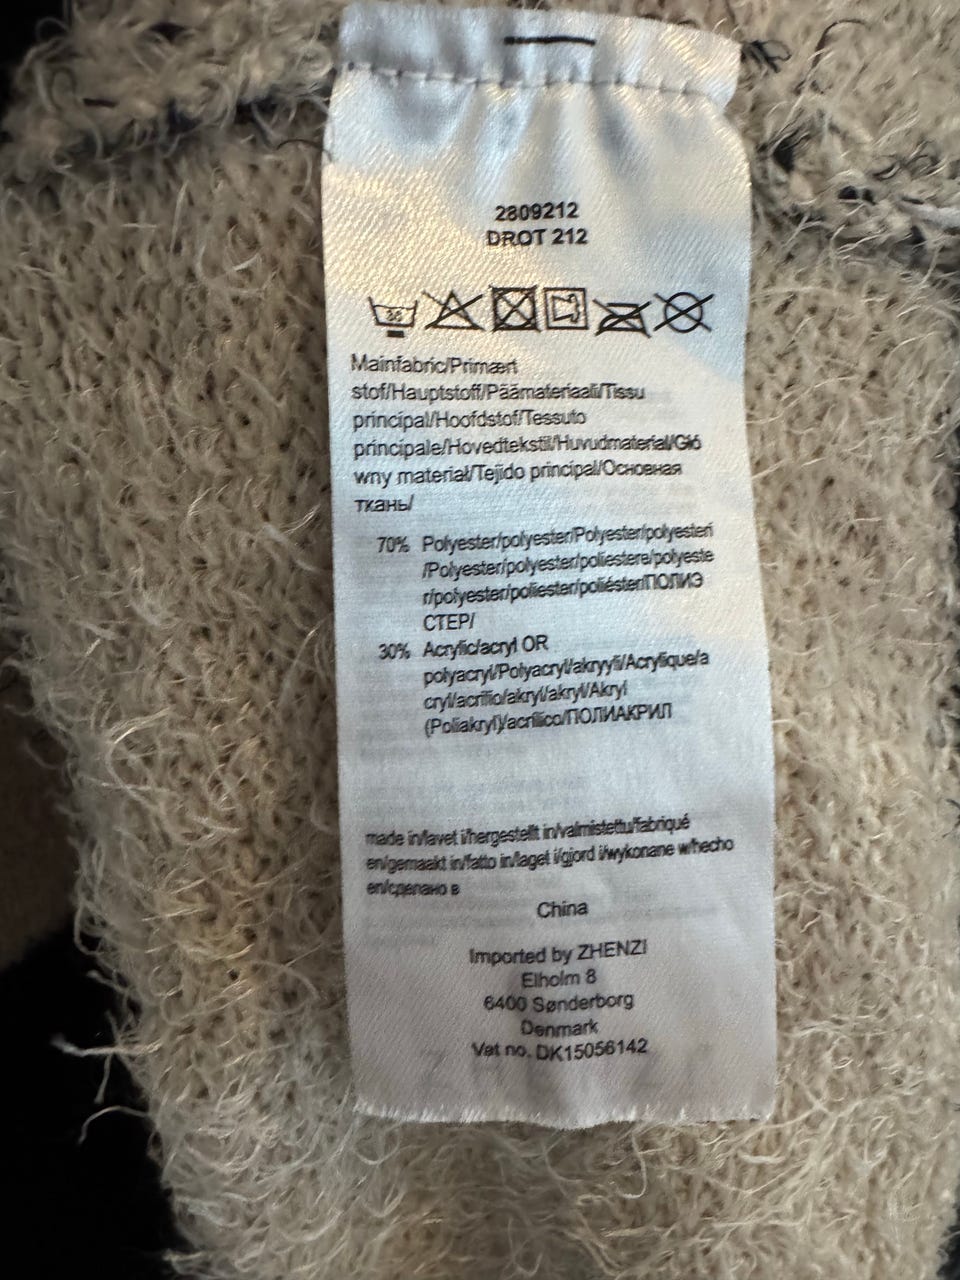 2809212
DROT 212
30
Mainfabric/Primært
stof/Hauptstoff/Päämateriaali/Tissu
principal/Hoofdstof/Tessuto
principale/Hovedtekstil/Huvudmaterial/Głó
wny materiał/Tejido principal/Основная
ткань/
70% Polyester/polyester/Polyester/polyesteri
/Polyester/polyester/poliestere/polyeste
r/polyester/poliester/poliéster/ПОЛИЭ
СТЕР/
30% Acrylic/acryl OR
polyacryl/Polyacryl/akryyli/Acrylique/a
cryl/acrilio/akryl/akryl/Akryl
(Poliakryl)/acrílico/ПОЛИАКРИЛ
made in/lavet i/hergestellt in/valmistettu/fabriqué
en/gemaakt in/fatto in/laget i/gjord i/wykonane w/hecho
en/сделано в
China
Imported by ZHENZI
Elholm 8
6400 Sønderborg
Denmark
Vat no. DK15056142